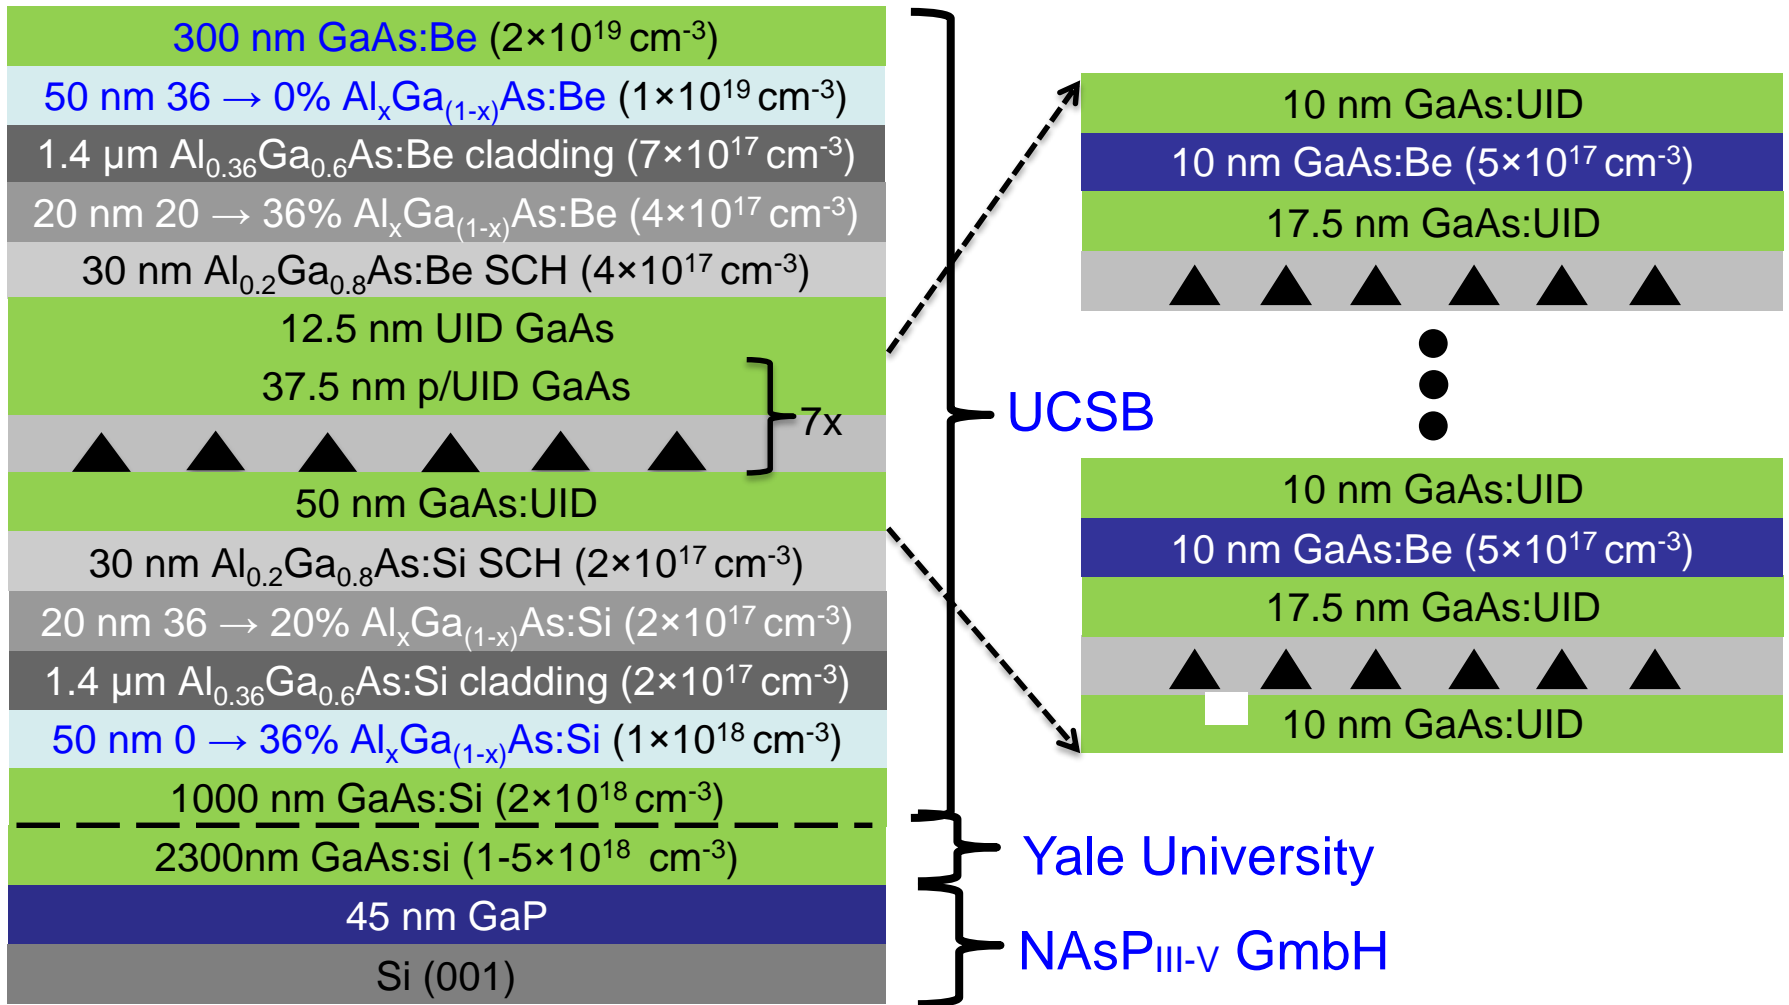 300 nm GaAs:Be (2×10¹⁹ cm⁻³)
50 nm 36 → 0% AlₓGa₍₁₋ₓ₎As:Be (1×10¹⁹ cm⁻³)
1.4 µm Al₀.₃₆Ga₀.₆As:Be cladding (7×10¹⁷ cm⁻³)
20 nm 20 → 36% AlₓGa₍₁₋ₓ₎As:Be (4×10¹⁷ cm⁻³)
30 nm Al₀.₂Ga₀.₈As:Be SCH (4×10¹⁷ cm⁻³)
12.5 nm UID GaAs
37.5 nm p/UID GaAs
7x
50 nm GaAs:UID
30 nm Al₀.₂Ga₀.₈As:Si SCH (2×10¹⁷ cm⁻³)
20 nm 36 → 20% AlₓGa₍₁₋ₓ₎As:Si (2×10¹⁷ cm⁻³)
1.4 µm Al₀.₃₆Ga₀.₆As:Si cladding (2×10¹⁷ cm⁻³)
50 nm 0 → 36% AlₓGa₍₁₋ₓ₎As:Si (1×10¹⁸ cm⁻³)
1000 nm GaAs:Si (2×10¹⁸ cm⁻³)
2300nm GaAs:si (1-5×10¹⁸ cm⁻³)
45 nm GaP
Si (001)
UCSB
Yale University
NAsP_III-V GmbH
10 nm GaAs:UID
10 nm GaAs:Be (5×10¹⁷ cm⁻³)
17.5 nm GaAs:UID
10 nm GaAs:UID
10 nm GaAs:Be (5×10¹⁷ cm⁻³)
17.5 nm GaAs:UID
10 nm GaAs:UID